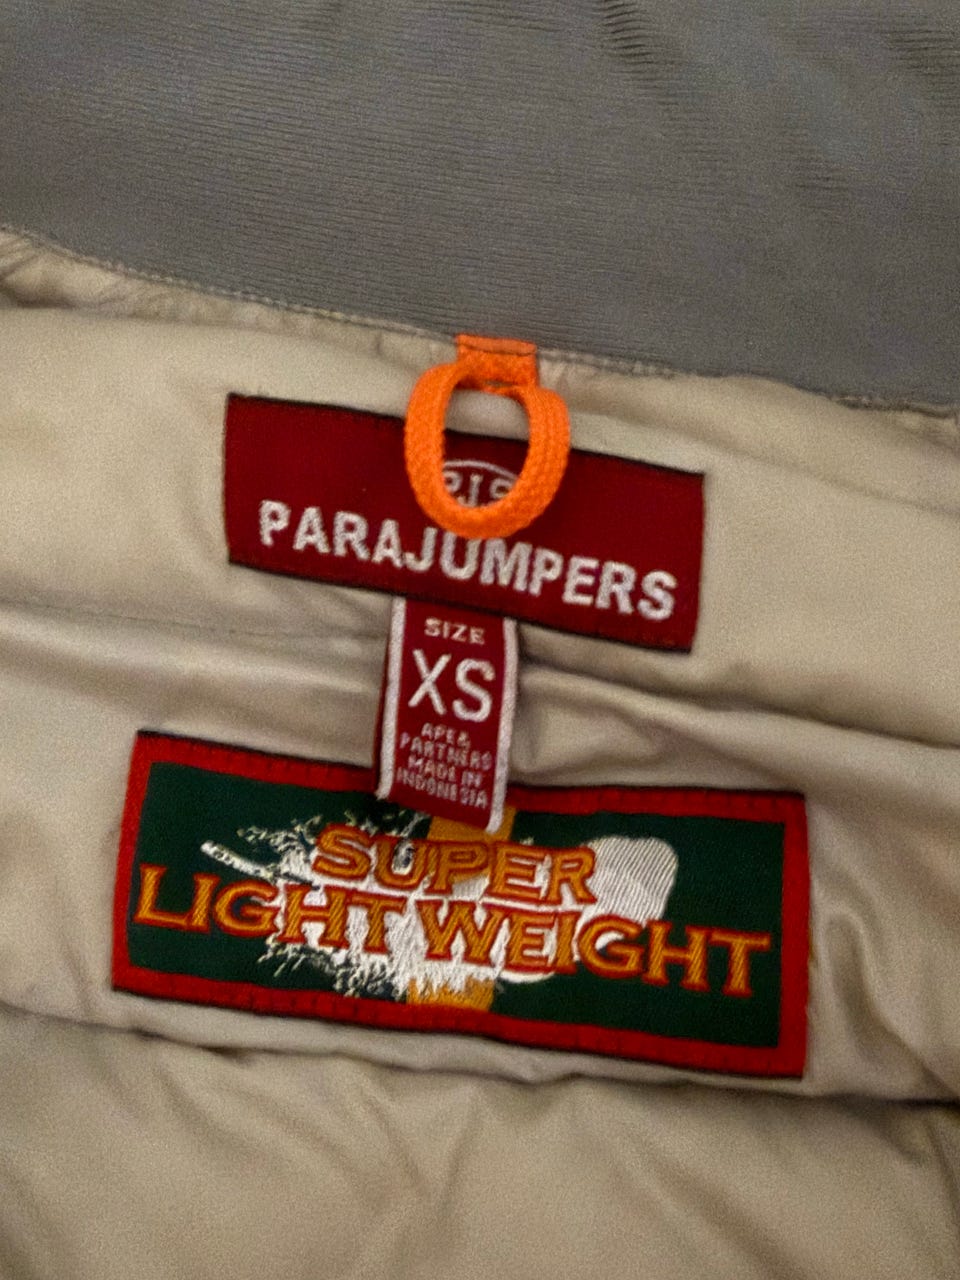 PJS
PARAJUMPERS
SIZE
XS
APE&
PARTNERS
MADE IN
INDONESIA
SUPER
LIGHT WEIGHT